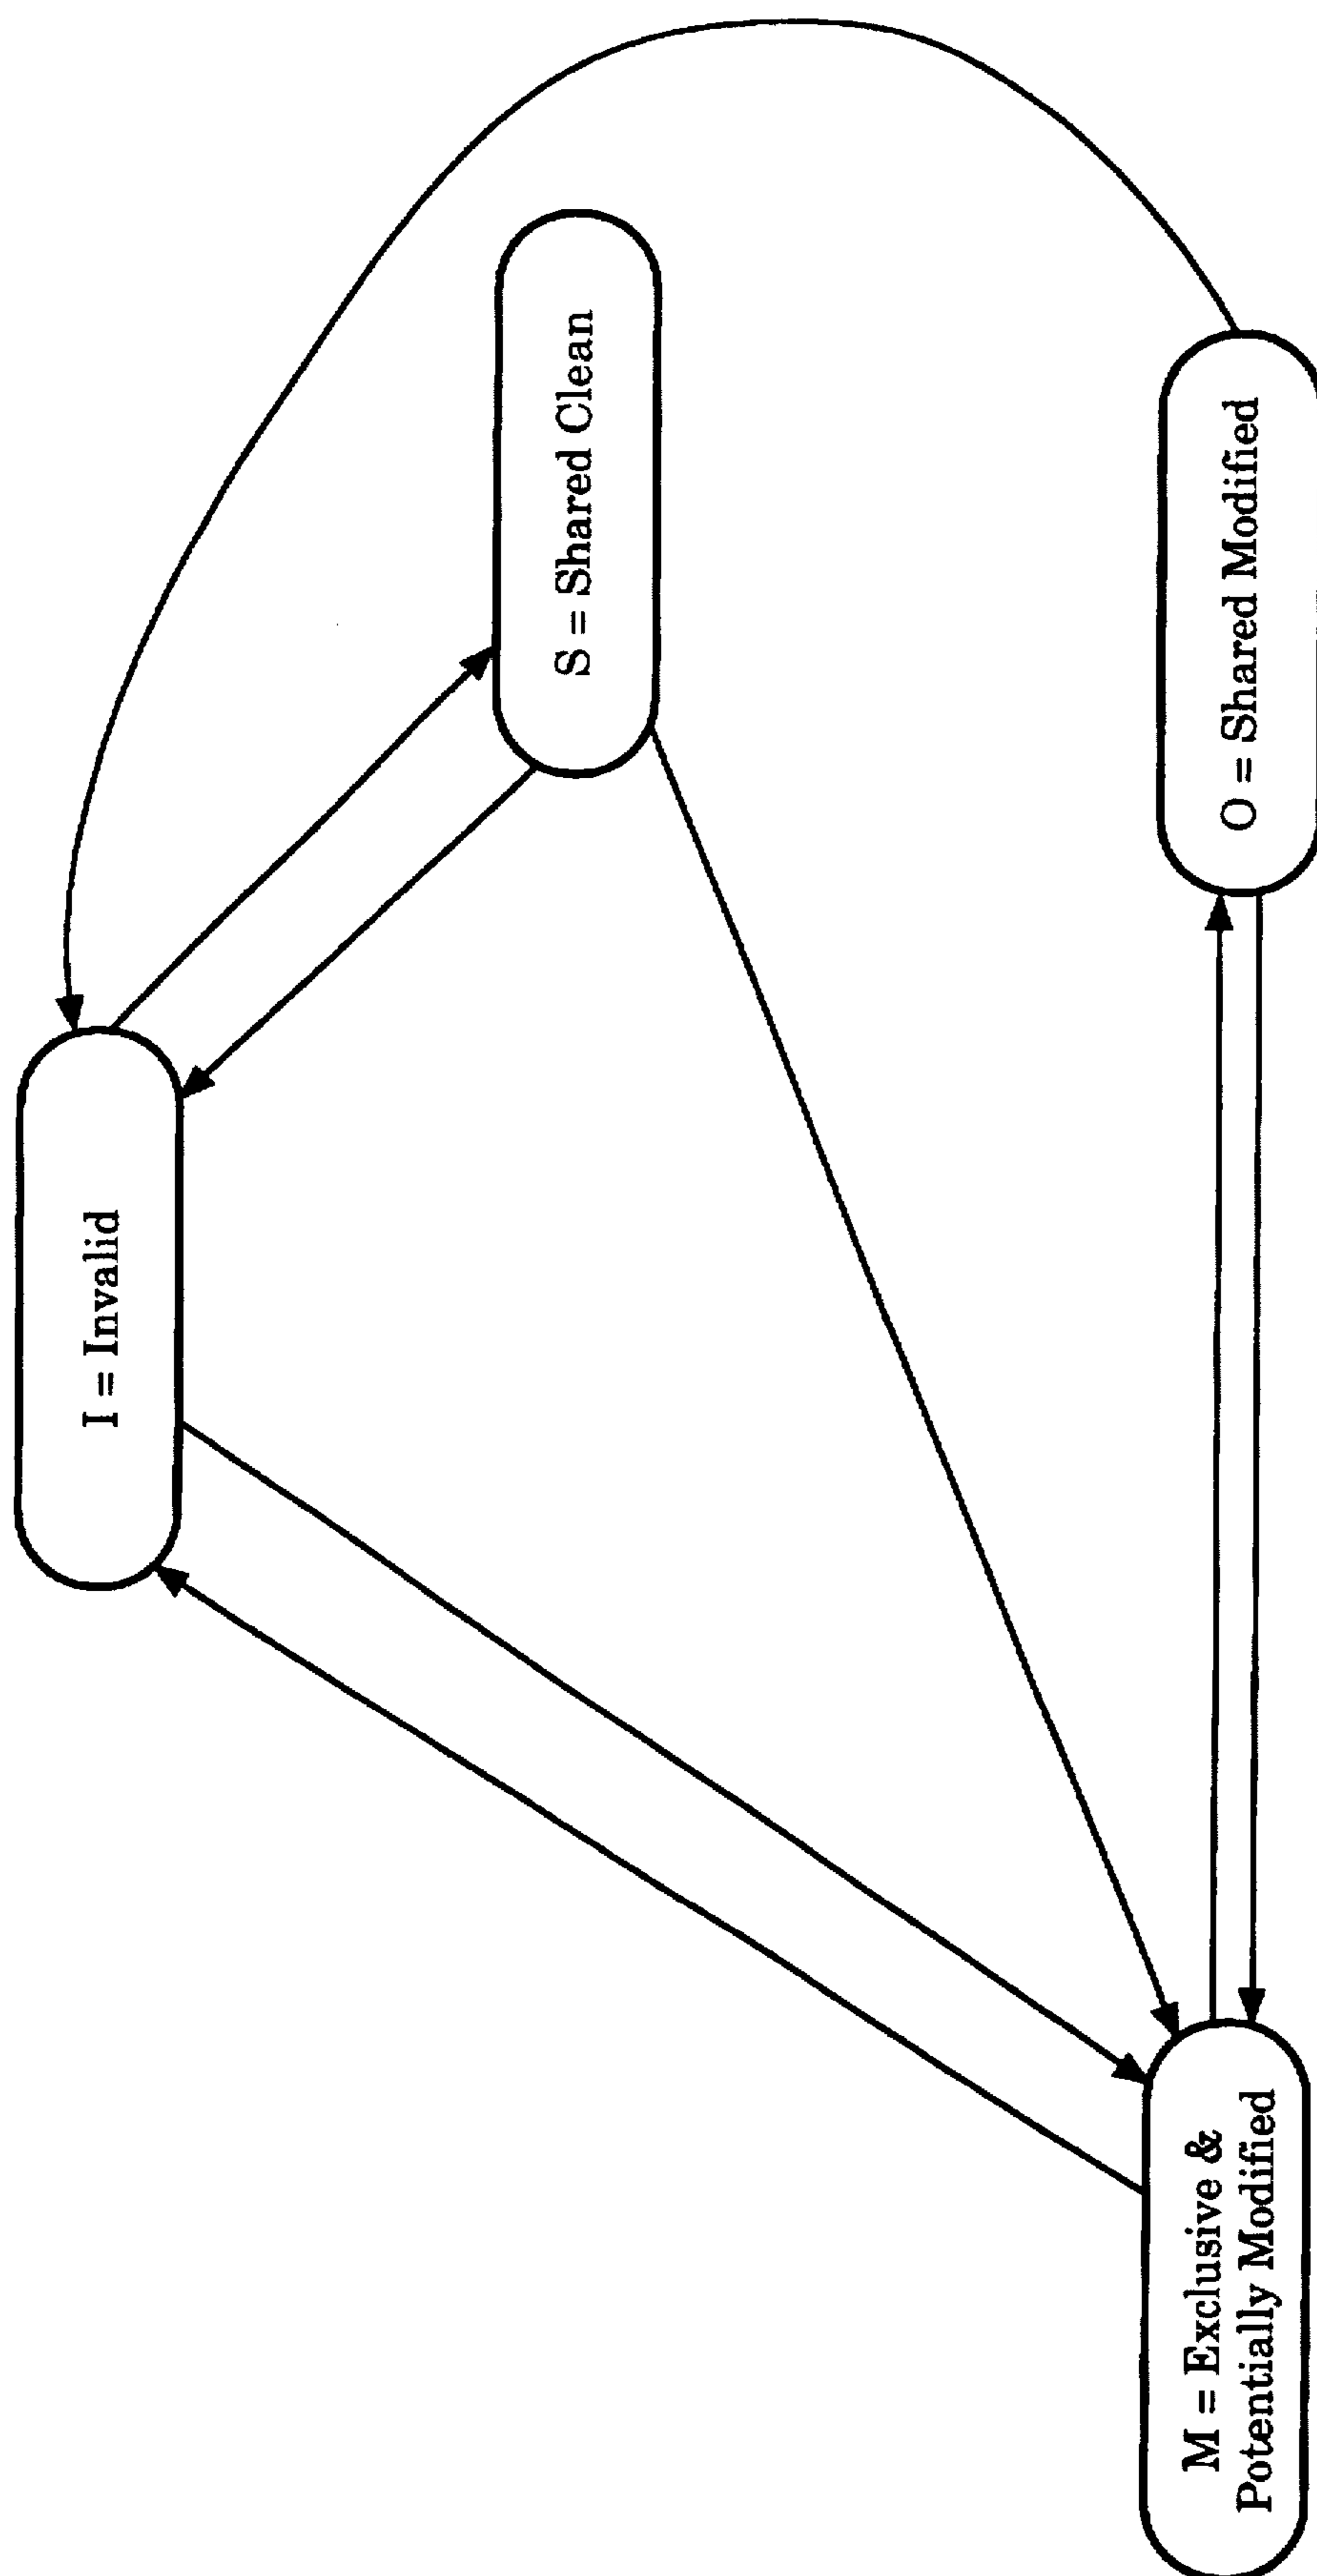 I = Invalid
S = Shared Clean
M = Exclusive &
Potentially Modified
O = Shared Modified